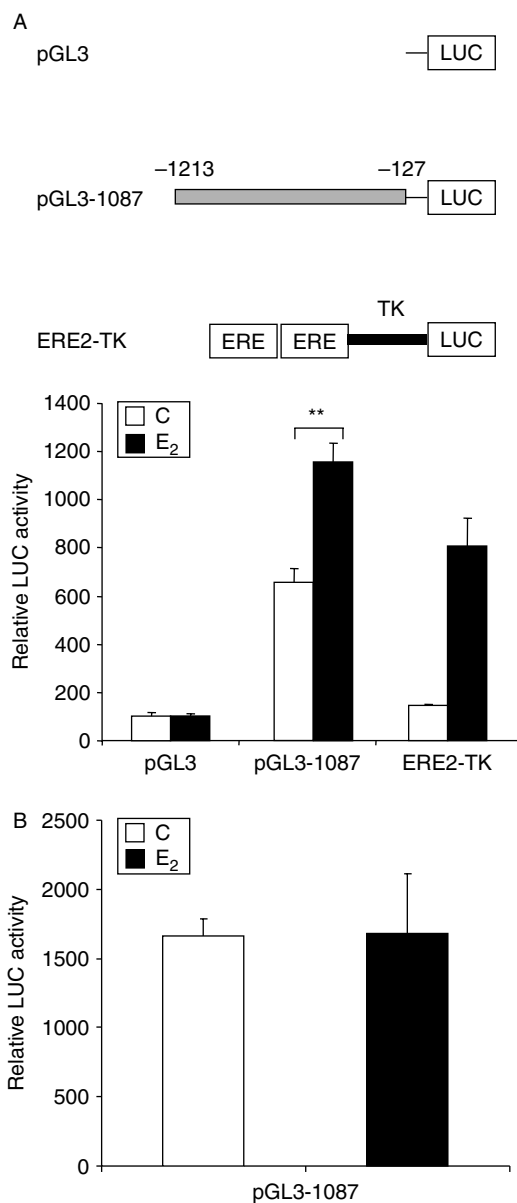 A
pGL3
LUC
–1213
–127
pGL3-1087
LUC
TK
ERE2-TK
ERE
ERE
LUC
1400
1200
1000
800
600
400
200
0
Relative LUC activity
C
E2
**
pGL3
pGL3-1087
ERE2-TK
B
2500
2000
1500
1000
500
0
Relative LUC activity
C
E2
pGL3-1087